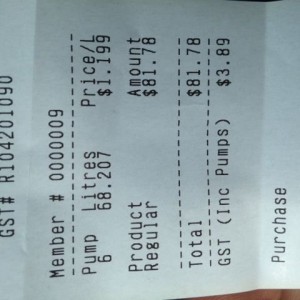 GST# R104201090
Member # 0000009
Pump Litres Price/L
6 68.207 $1.199
Product Amount
Regular $81.78
Total $81.78
GST (Inc Pumps) $3.89
Purchase